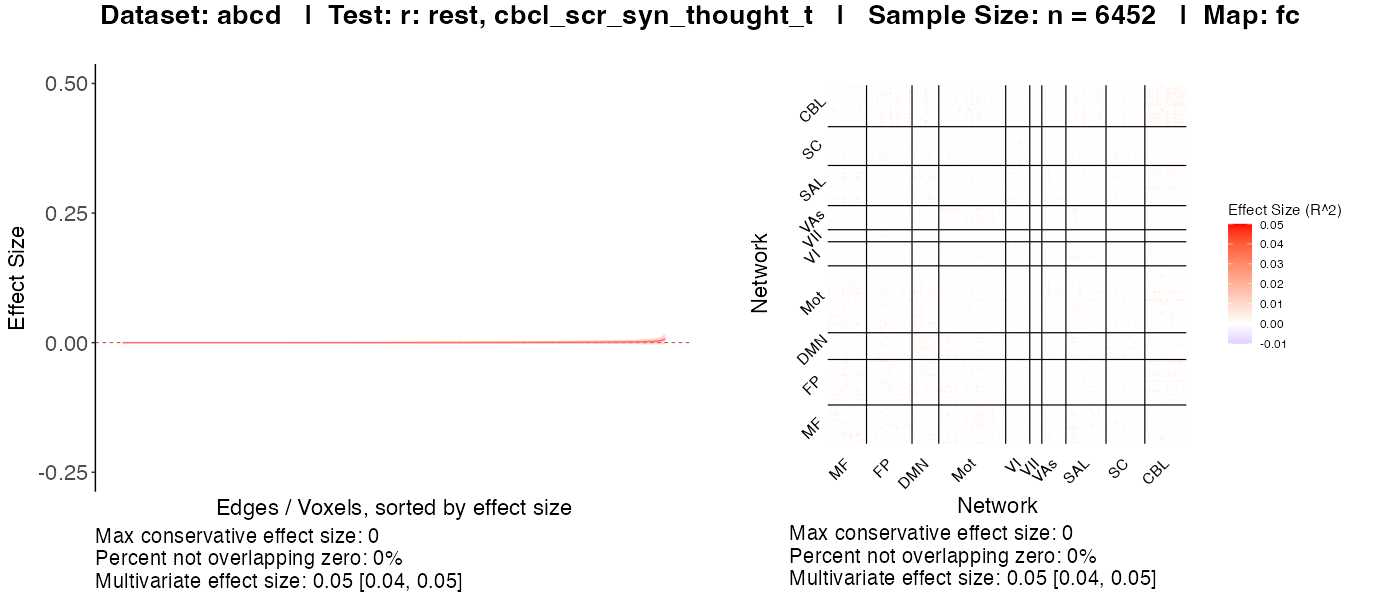 Dataset: abcd | Test: r: rest, cbcl_scr_syn_thought_t | Sample Size: n = 6452 | Map: fc
Effect Size
0.50
0.25
0.00
-0.25
Edges / Voxels, sorted by effect size
Max conservative effect size: 0
Percent not overlapping zero: 0%
Multivariate effect size: 0.05 [0.04, 0.05]
Network
CBL
SC
SAL
VAs
VII
VI
Mot
DMN
FP
MF
MF
FP
DMN
Mot
VI
VII
VAs
SAL
SC
CBL
Network
Max conservative effect size: 0
Percent not overlapping zero: 0%
Multivariate effect size: 0.05 [0.04, 0.05]
Effect Size (R^2)
0.05
0.04
0.03
0.02
0.01
0.00
-0.01